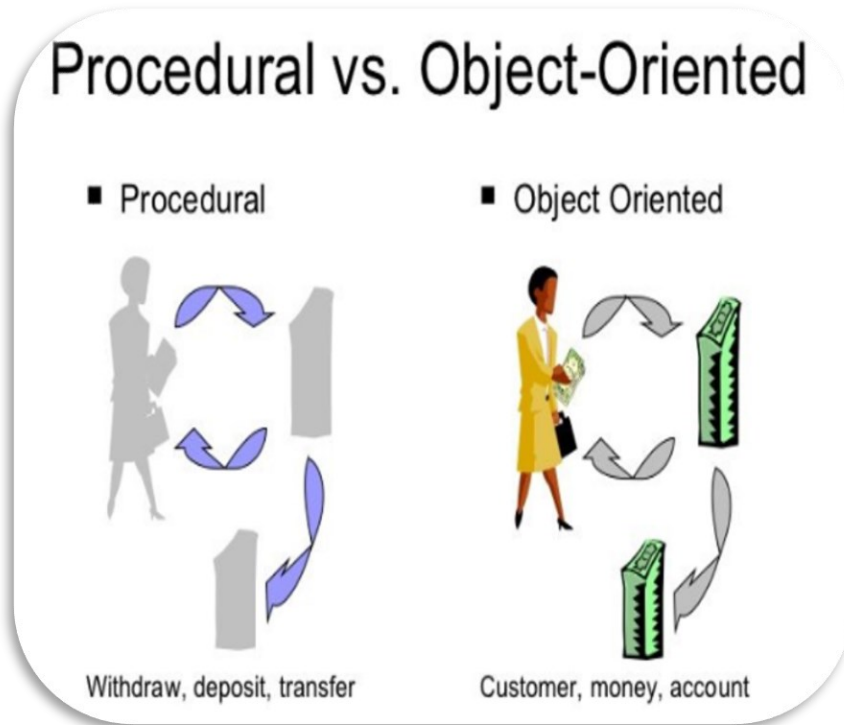 Procedural vs. Object-Oriented
▪ Procedural
▪ Object Oriented
Withdraw, deposit, transfer
Customer, money, account